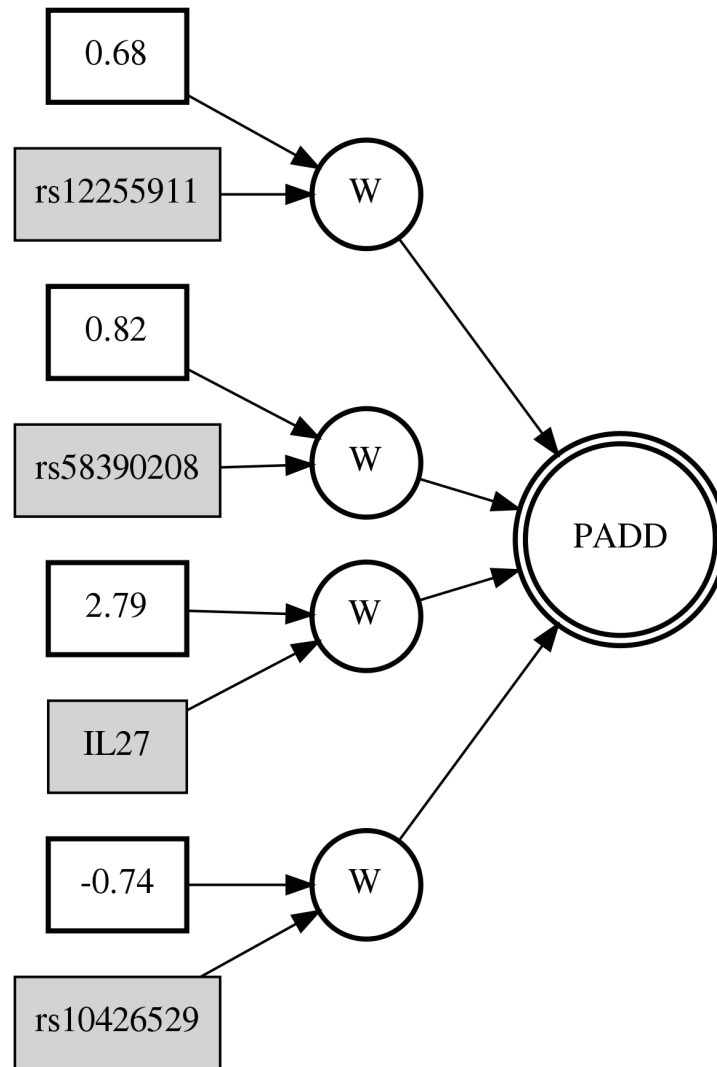 0.68
rs12255911
W
0.82
rs58390208
W
PADD
2.79
W
IL27
-0.74
W
rs10426529